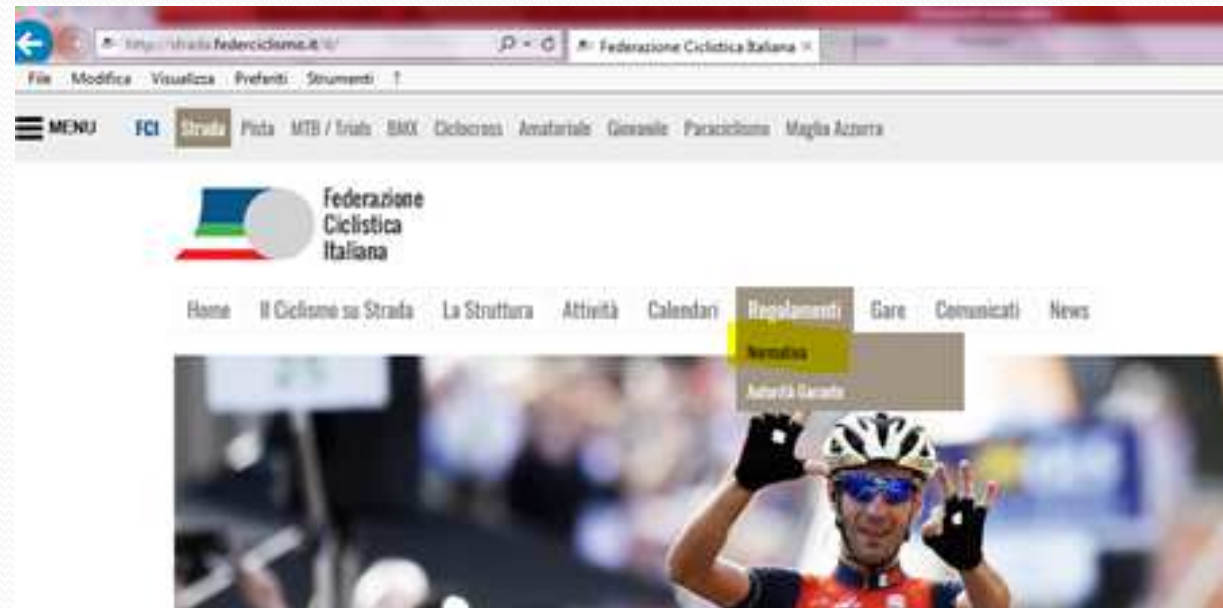 http://strada.federciclismo.it/it/
Federazione Ciclistica Italiana
File Modifica Visualizza Preferiti Strumenti ?
MENU FCI Strada Pista MTB / Trials BMX Ciclocross Amatoriale Giovanile Paraciclismo Maglia Azzurra
Federazione
Ciclistica
Italiana
Home Il Ciclismo su Strada La Struttura Attività Calendari Regolamenti Gare Comunicati News
Normativa
Autorità Garante